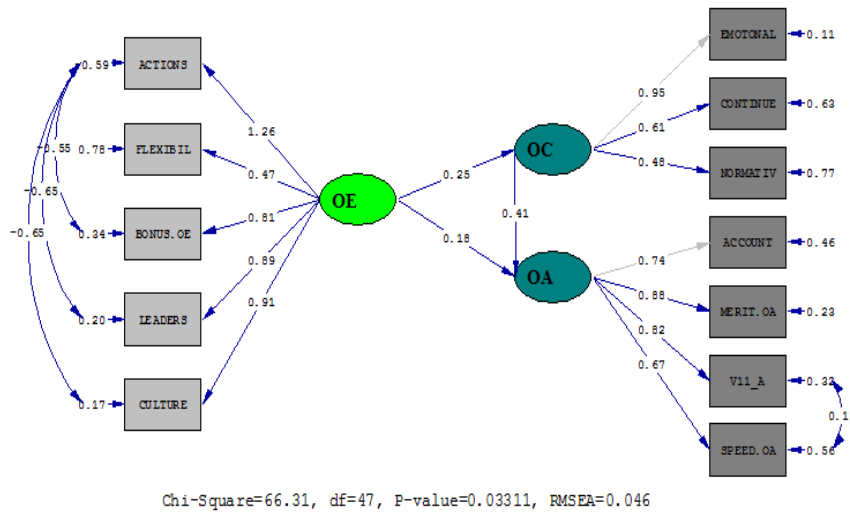 EMOTONAL
0.11
0.59
ACTIONS
0.95
CONTINUE
0.63
1.26
0.61
OC
-0.55
0.78
FLEXIBIL
0.48
NORMATIV
0.77
0.47
0.25
-0.65
OE
0.41
-0.65
0.34
BONUS.OE
0.81
0.18
ACCOUNT
0.46
0.89
0.74
OA
0.88
MERIT.OA
0.23
0.20
LEADERS
0.91
0.82
0.67
V11_A
0.17
CULTURE
0.1
SPEED.OA
0.56
Chi-Square=66.31, df=47, P-value=0.03311, RMSEA=0.046